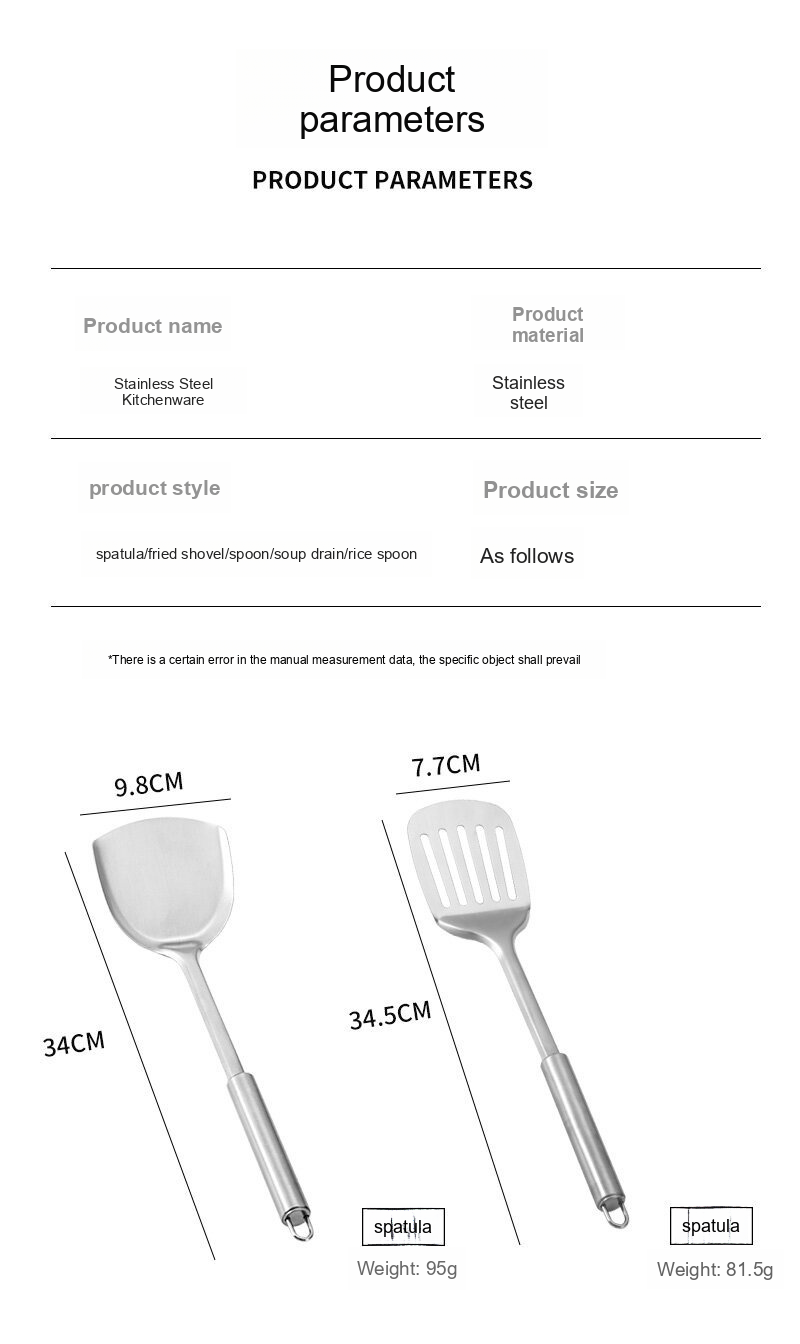 Product
parameters
PRODUCT PARAMETERS
Product name
Product
material
Stainless Steel
Kitchenware
Stainless
steel
product style
Product size
spatula/fried shovel/spoon/soup drain/rice spoon
As follows
*There is a certain error in the manual measurement data, the specific object shall prevail
9.8CM
7.7CM
34CM
34.5CM
spatula
Weight: 95g
spatula
Weight: 81.5g